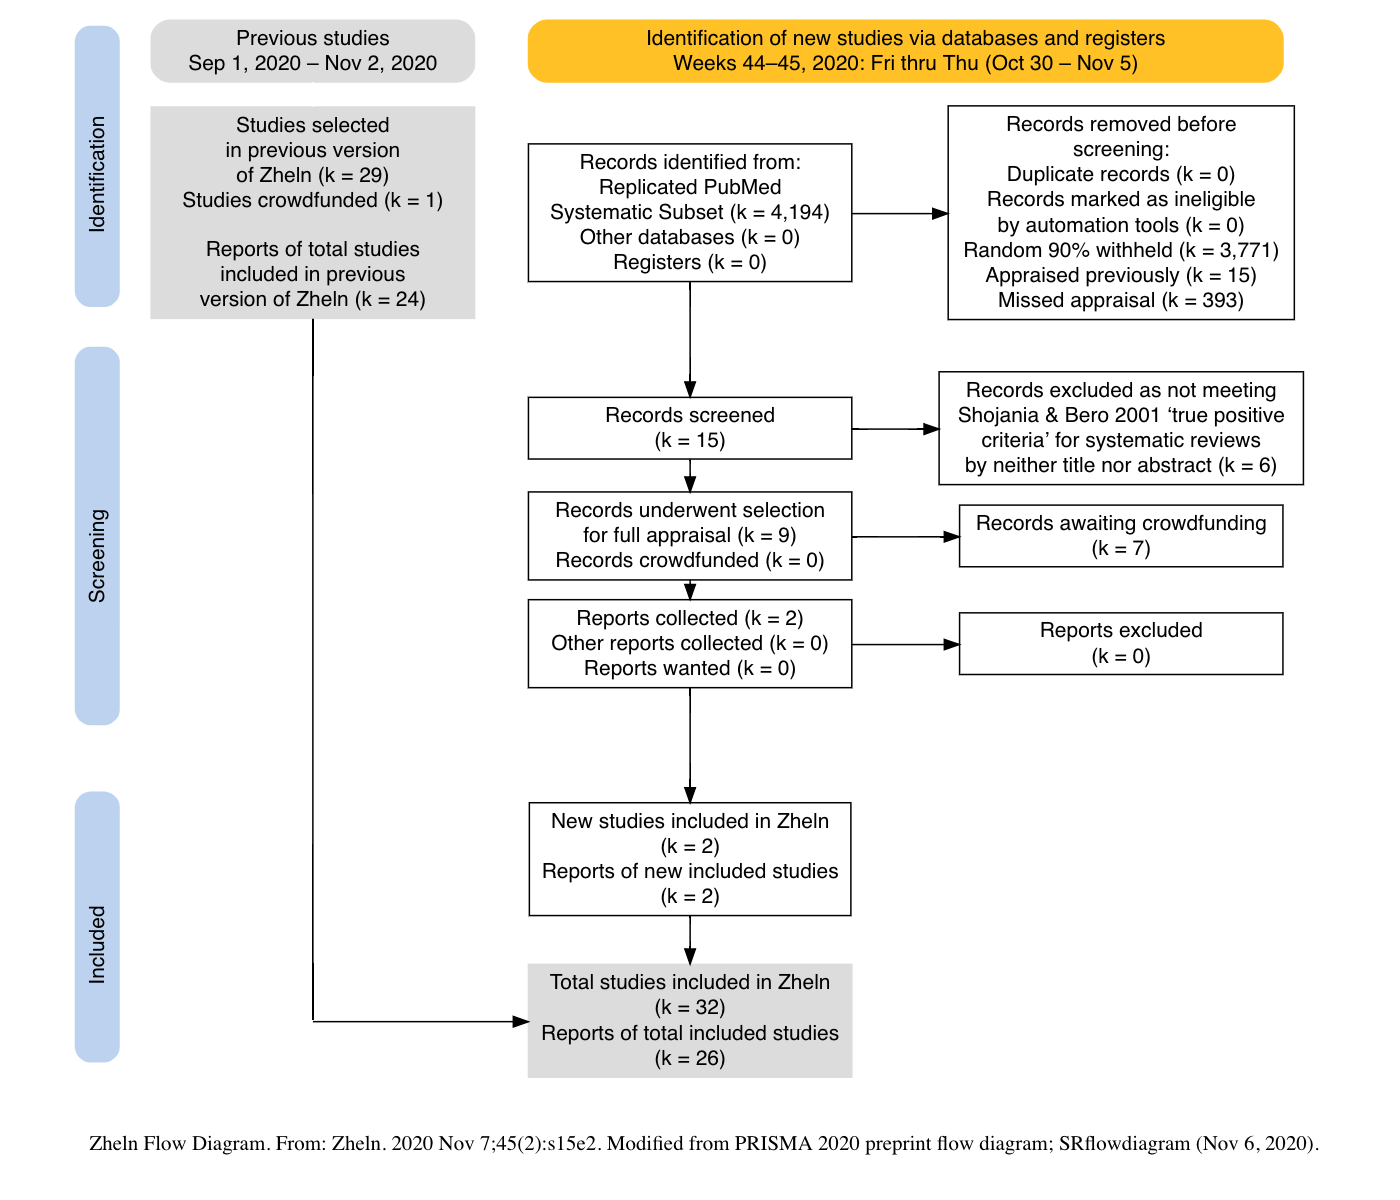 Previous studies
Sep 1, 2020 – Nov 2, 2020
Identification of new studies via databases and registers
Weeks 44–45, 2020: Fri thru Thu (Oct 30 – Nov 5)
Identification
Studies selected
in previous version
of Zheln (k = 29)
Studies crowdfunded (k = 1)
Reports of total studies
included in previous
version of Zheln (k = 24)
Records identified from:
Replicated PubMed
Systematic Subset (k = 4,194)
Other databases (k = 0)
Registers (k = 0)
Records removed before
screening:
Duplicate records (k = 0)
Records marked as ineligible
by automation tools (k = 0)
Random 90% withheld (k = 3,771)
Appraised previously (k = 15)
Missed appraisal (k = 393)
Screening
Records screened
(k = 15)
Records excluded as not meeting
Shojania & Bero 2001 ‘true positive
criteria’ for systematic reviews
by neither title nor abstract (k = 6)
Records underwent selection
for full appraisal (k = 9)
Records crowdfunded (k = 0)
Records awaiting crowdfunding
(k = 7)
Reports collected (k = 2)
Other reports collected (k = 0)
Reports wanted (k = 0)
Reports excluded
(k = 0)
Included
New studies included in Zheln
(k = 2)
Reports of new included studies
(k = 2)
Total studies included in Zheln
(k = 32)
Reports of total included studies
(k = 26)
Zheln Flow Diagram. From: Zheln. 2020 Nov 7;45(2):s15e2. Modified from PRISMA 2020 preprint flow diagram; SRflowdiagram (Nov 6, 2020).